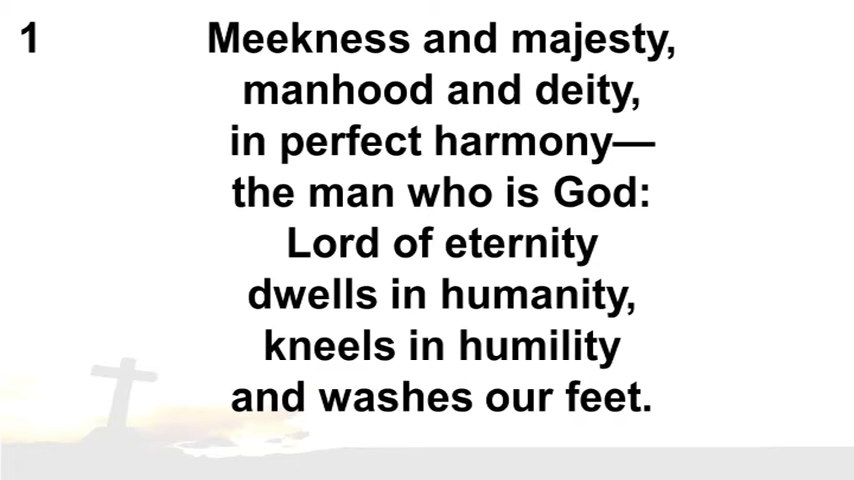 1
Meekness and majesty,
manhood and deity,
in perfect harmony—
the man who is God:
Lord of eternity
dwells in humanity,
kneels in humility
and washes our feet.